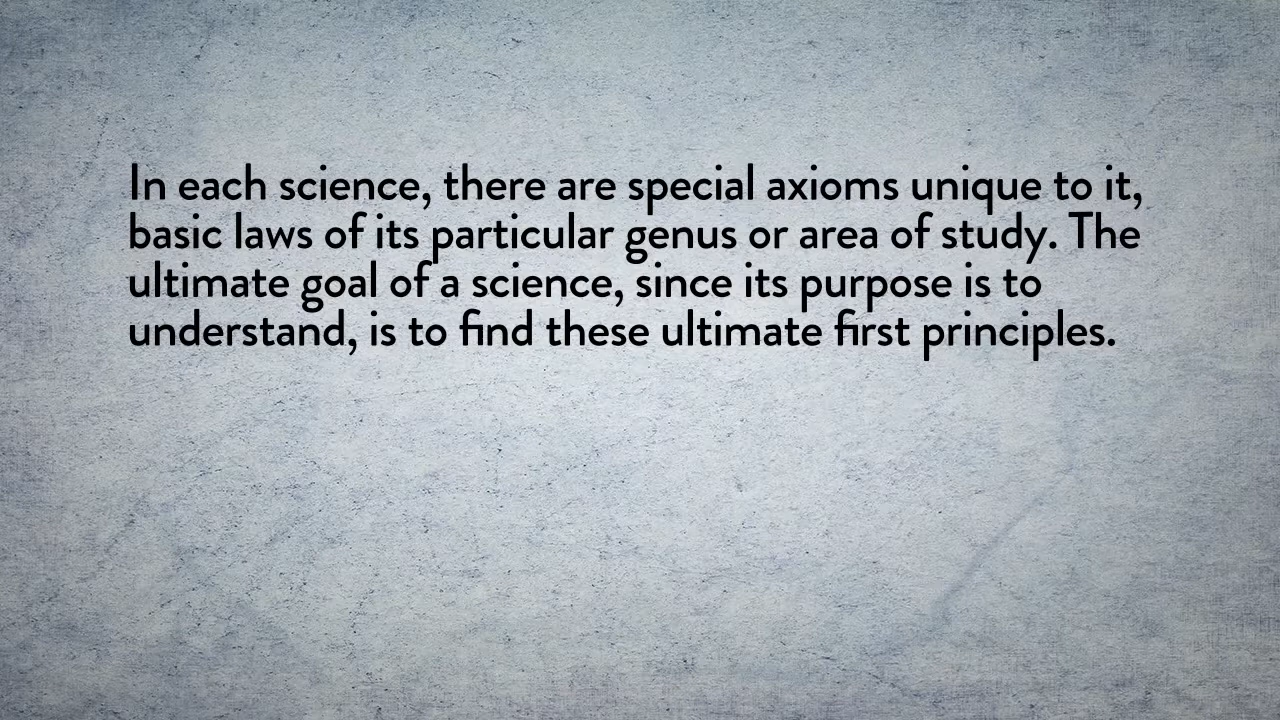 In each science, there are special axioms unique to it,
basic laws of its particular genus or area of study. The
ultimate goal of a science, since its purpose is to
understand, is to find these ultimate first principles.